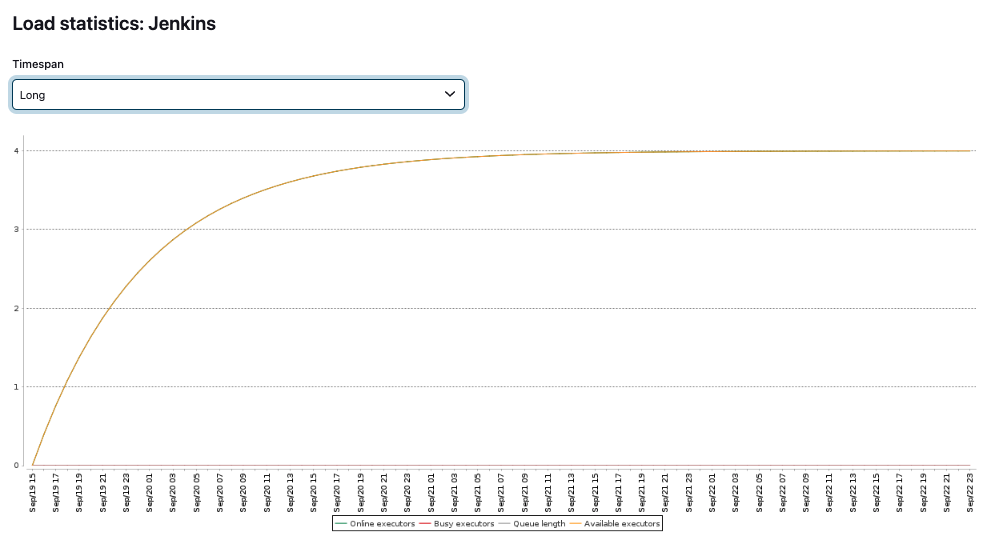 Load statistics: Jenkins
Timespan
Long
4
3
2
1
0
Sep/19 15
Sep/19 17
Sep/19 19
Sep/19 21
Sep/19 23
Sep/20 01
Sep/20 03
Sep/20 05
Sep/20 07
Sep/20 09
Sep/20 11
Sep/20 13
Sep/20 15
Sep/20 17
Sep/20 19
Sep/20 21
Sep/20 23
Sep/21 01
Sep/21 03
Sep/21 05
Sep/21 07
Sep/21 09
Sep/21 11
Sep/21 13
Sep/21 15
Sep/21 17
Sep/21 19
Sep/21 21
Sep/21 23
Sep/22 01
Sep/22 03
Sep/22 05
Sep/22 07
Sep/22 09
Sep/22 11
Sep/22 13
Sep/22 15
Sep/22 17
Sep/22 19
Sep/22 21
Sep/22 23
Online executors Busy executors Queue length Available executors